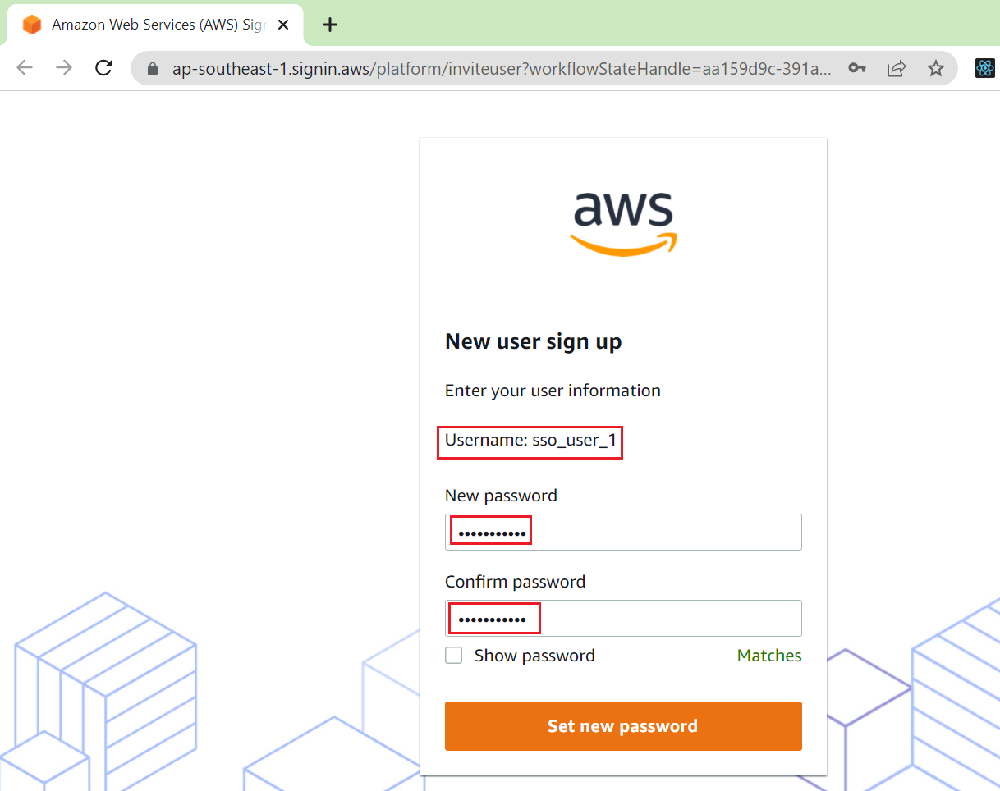 Amazon Web Services (AWS) Sig
ap-southeast-1.signin.aws/platform/inviteuser?workflowStateHandle=aa159d9c-391a...
aws
New user sign up
Enter your user information
Username: sso_user_1
New password
•••••••••••
Confirm password
•••••••••••
Show password Matches
Set new password